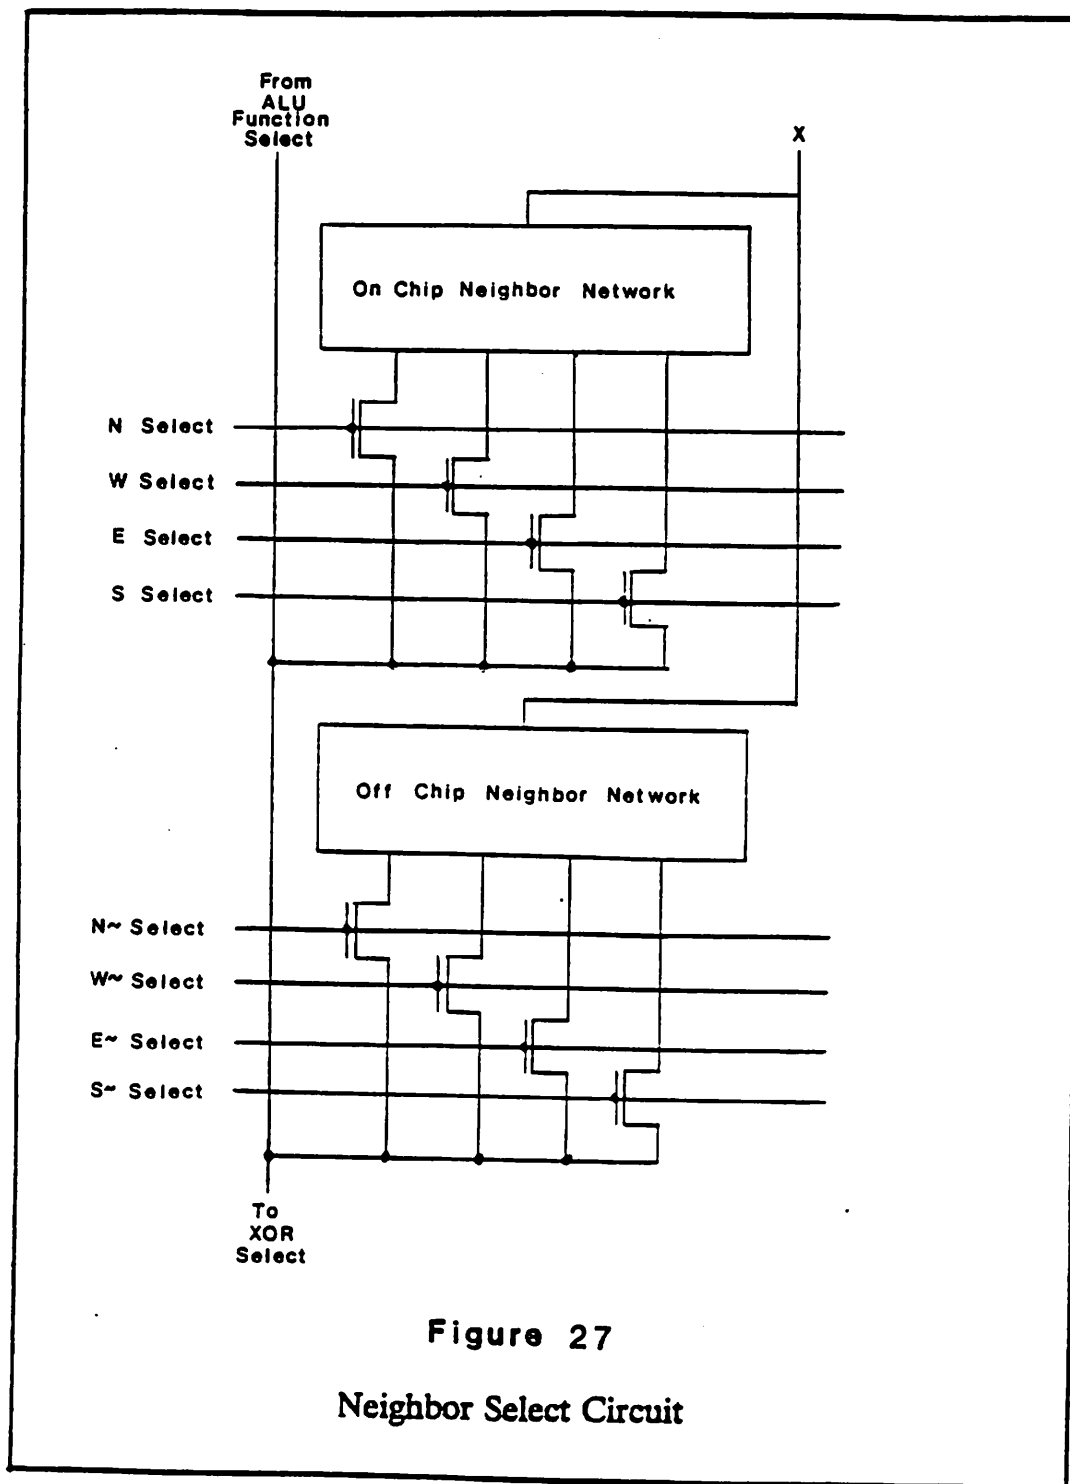 From
ALU
Function
Select
X
On Chip Neighbor Network
N Select
W Select
E Select
S Select
Off Chip Neighbor Network
N~ Select
W~ Select
E~ Select
S~ Select
To
XOR
Select
Figure 27
Neighbor Select Circuit